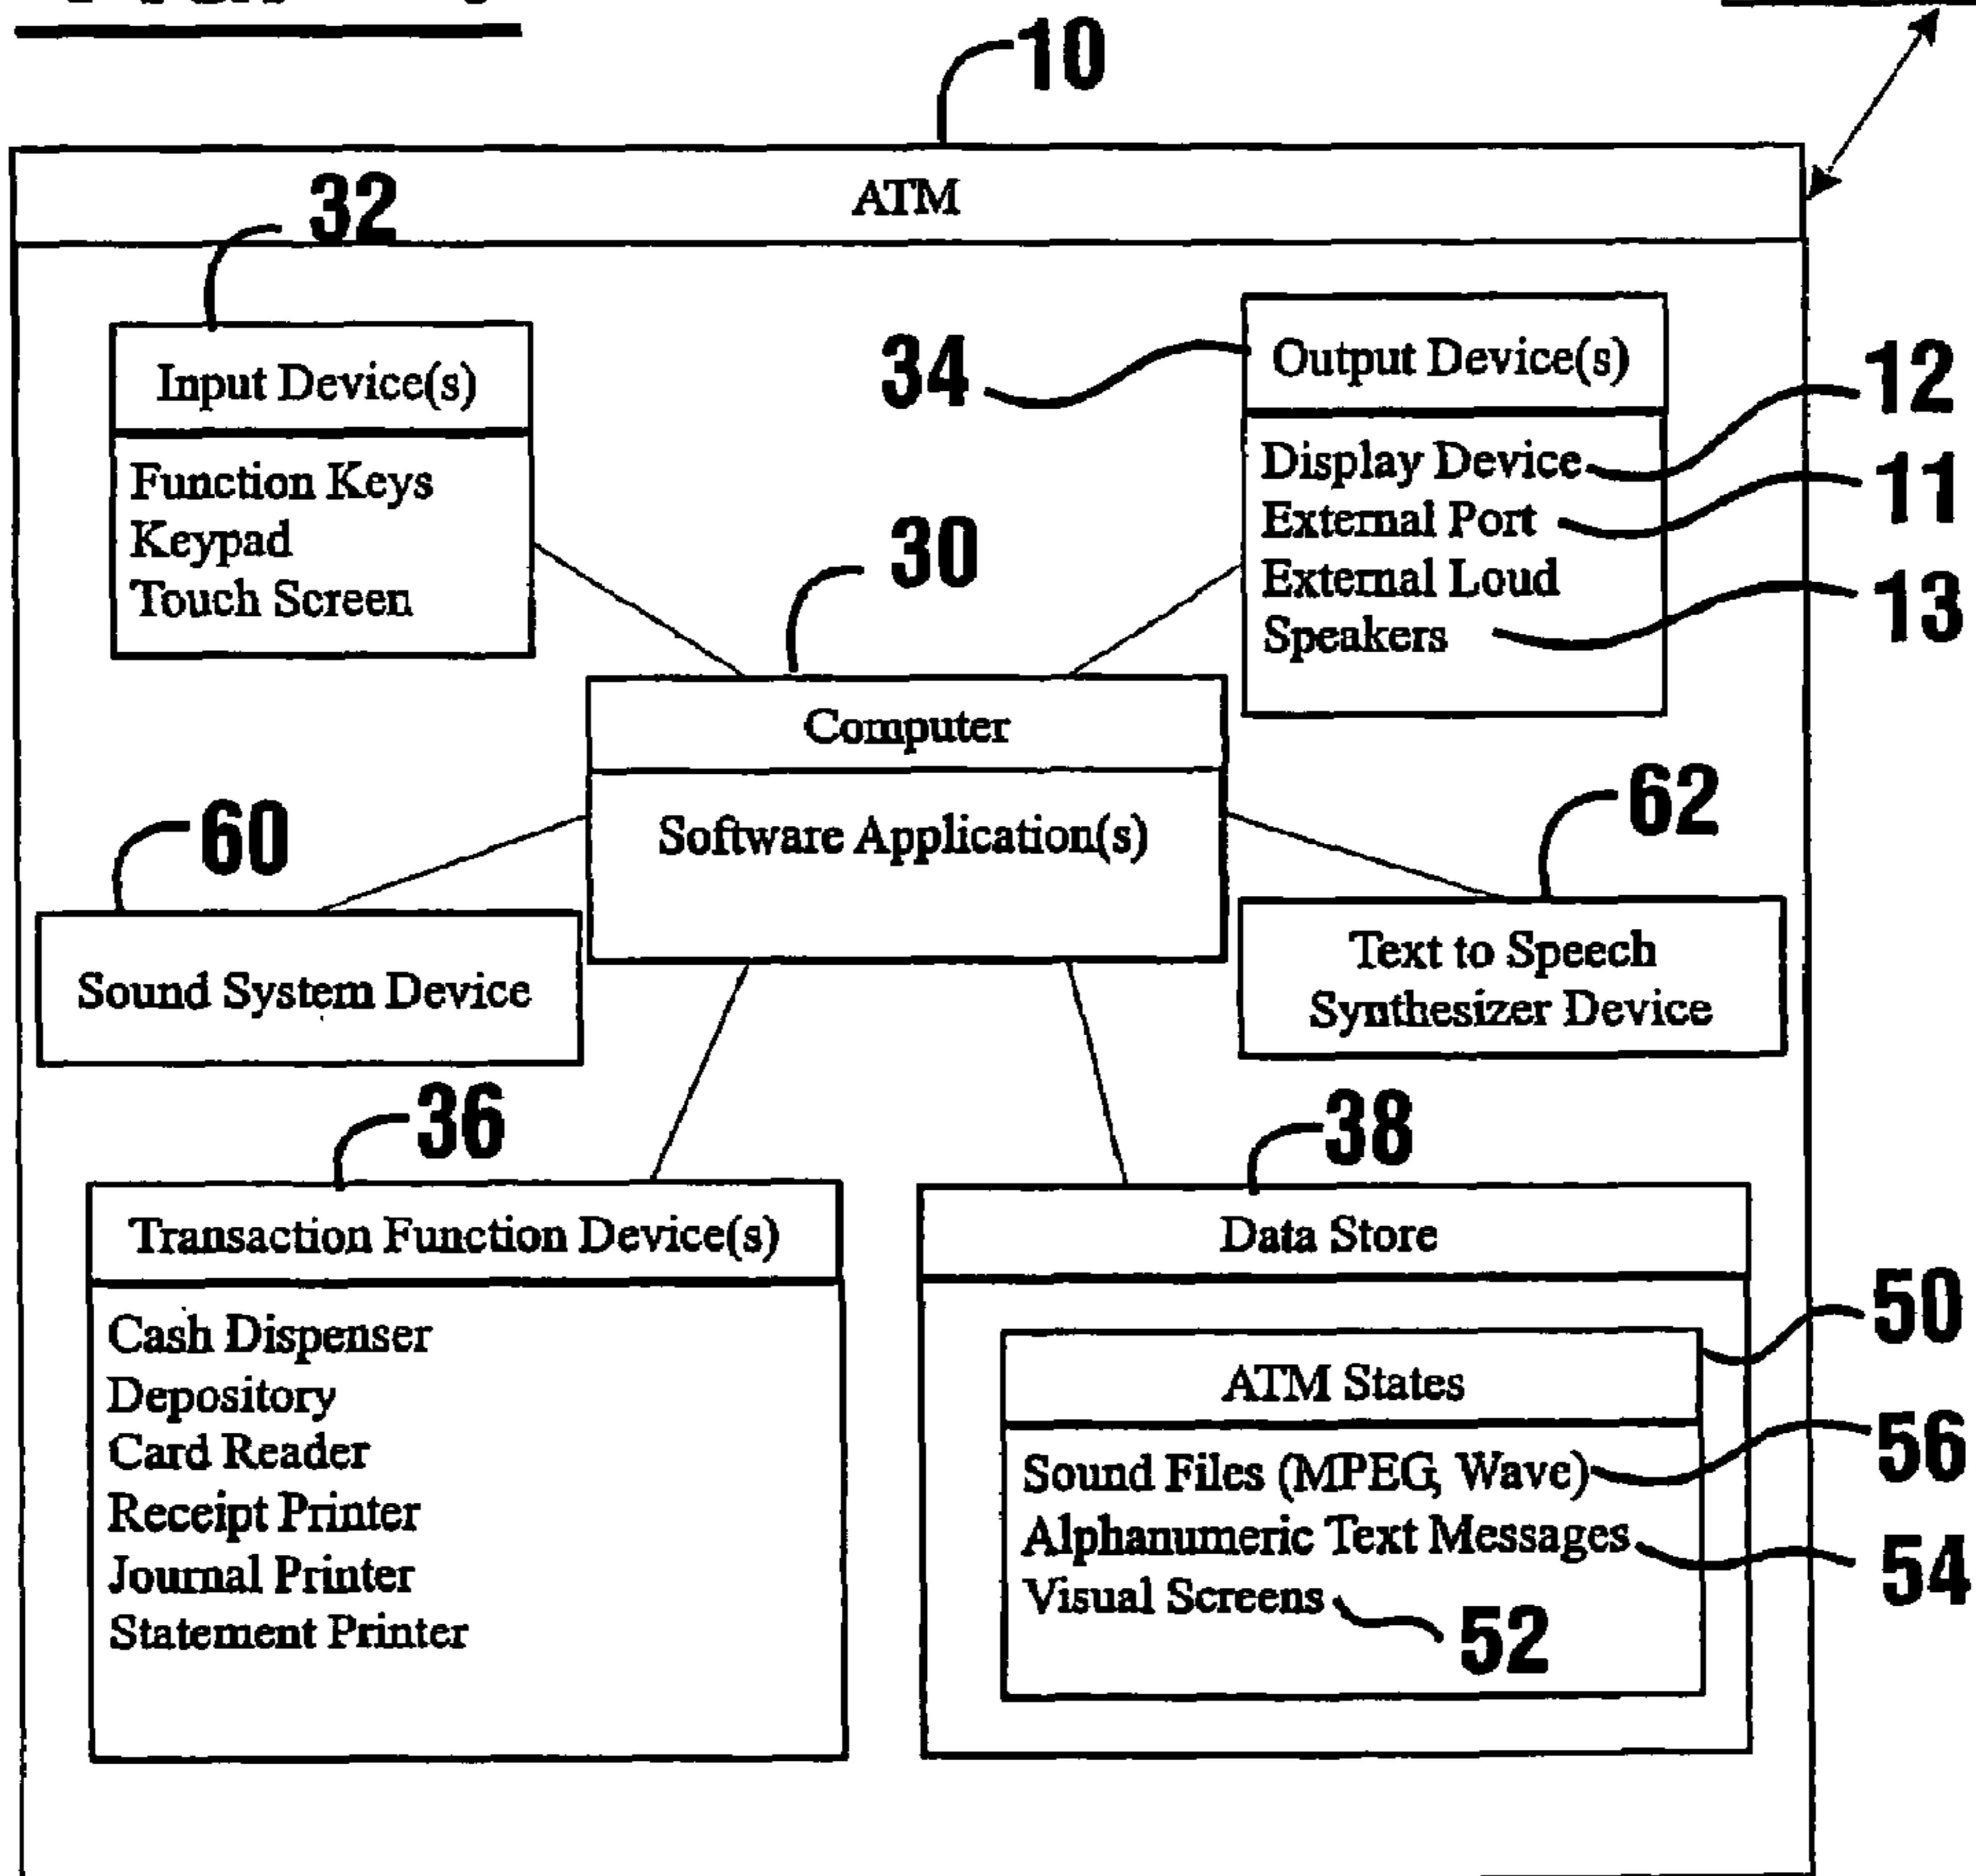 10
ATM
32
Input Device(s)
Function Keys
Keypad
Touch Screen
34
Output Device(s)
Display Device
External Port
External Loud
Speakers
12
11
13
30
Computer
Software Application(s)
60
Sound System Device
62
Text to Speech
Synthesizer Device
36
Transaction Function Device(s)
Cash Dispenser
Depository
Card Reader
Receipt Printer
Journal Printer
Statement Printer
38
Data Store
50
ATM States
Sound Files (MPEG, Wave)
56
Alphanumeric Text Messages
54
Visual Screens
52